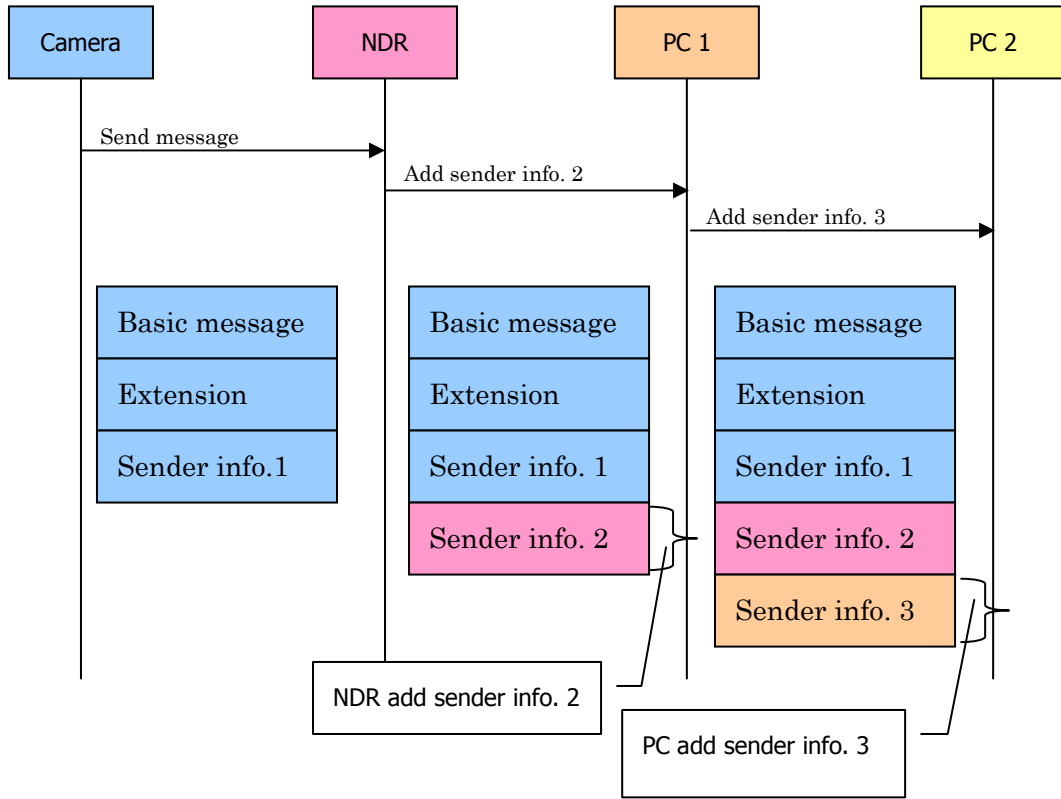 Camera
NDR
PC 1
PC 2
Send message
Add sender info. 2
Add sender info. 3
Basic message
Extension
Sender info.1
Basic message
Extension
Sender info. 1
Sender info. 2
Basic message
Extension
Sender info. 1
Sender info. 2
Sender info. 3
NDR add sender info. 2
PC add sender info. 3